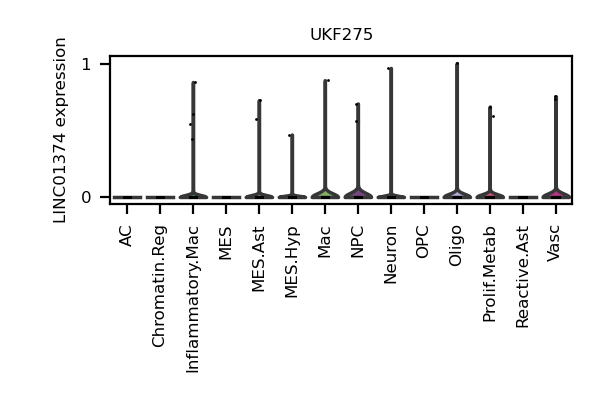 UKF275
LINC01374 expression
1
0
AC
Chromatin.Reg
Inflammatory.Mac
MES
MES.Ast
MES.Hyp
Mac
NPC
Neuron
OPC
Oligo
Prolif.Metab
Reactive.Ast
Vasc